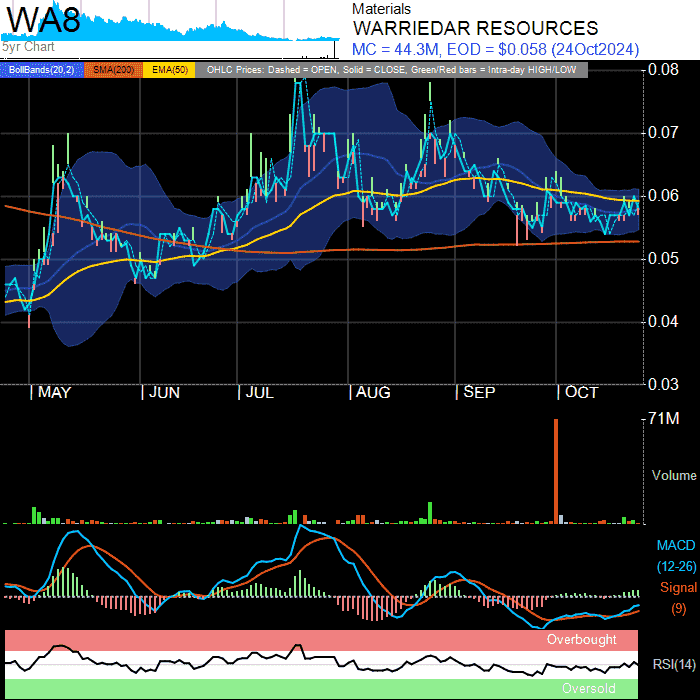 WA8
5yr Chart
Materials
WARRIEDAR RESOURCES
MC = 44.3M, EOD = $0.058 (24Oct2024)
BollBands(20,2) SMA(200) EMA(50) OHLC Prices: Dashed = OPEN, Solid = CLOSE, Green/Red bars = Intra-day HIGH/LOW
0.08
0.07
0.06
0.05
0.04
0.03
MAY JUN JUL AUG SEP OCT
71M
Volume
MACD
(12-26)
Signal
(9)
Overbought
RSI(14)
Oversold